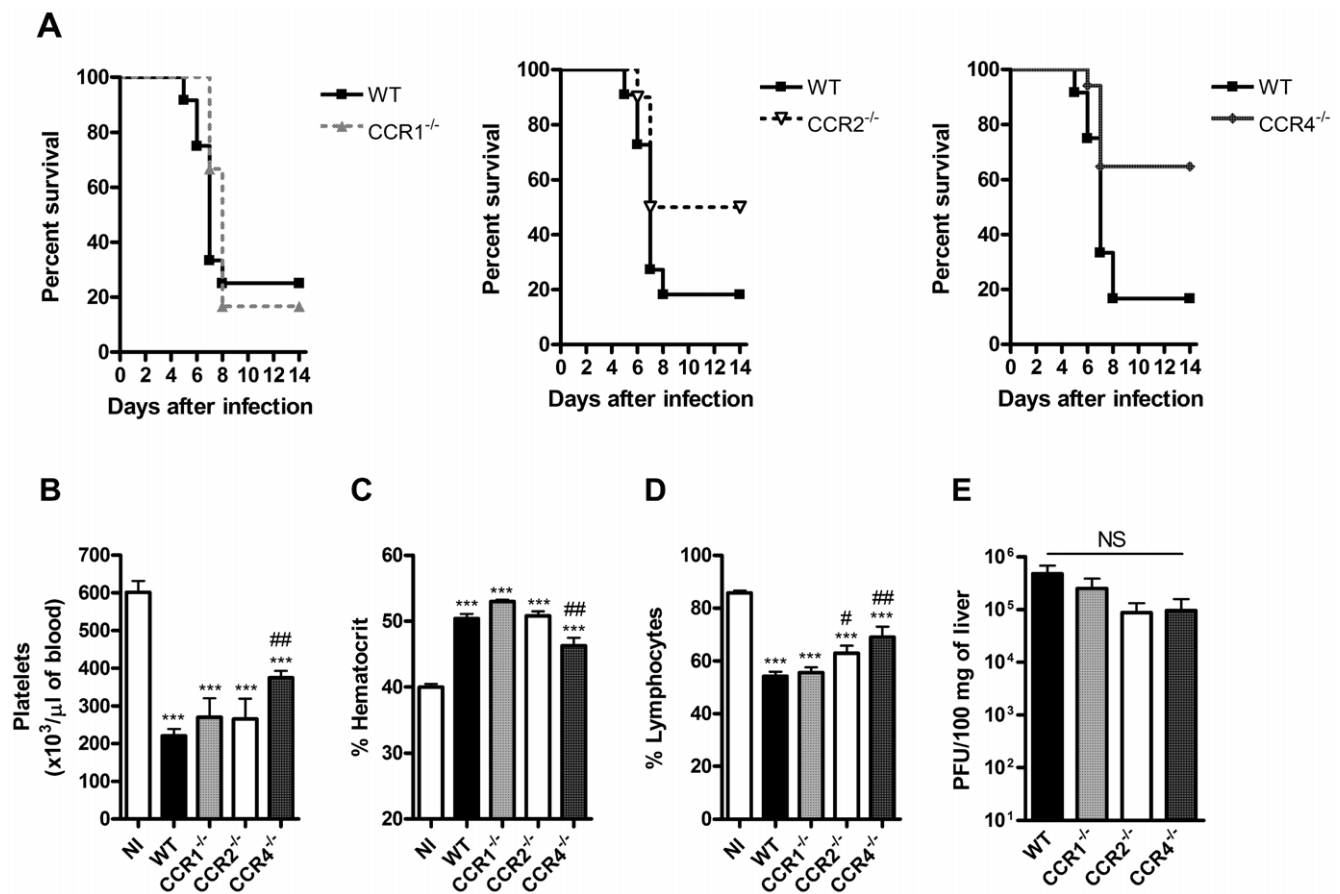 A
100
80
60
40
20
0
Percent survival
0 2 4 6 8 10 12 14
Days after infection
WT
CCR1-/-
100
80
60
40
20
0
Percent survival
0 2 4 6 8 10 12 14
Days after infection
WT
CCR2-/-
100
80
60
40
20
0
Percent survival
0 2 4 6 8 10 12 14
Days after infection
WT
CCR4-/-
B
700
600
500
400
300
200
100
0
Platelets
(x10³/µl of blood)
***
***
***
##
***
NI
WT
CCR1-/-
CCR2-/-
CCR4-/-
C
60
50
40
30
20
% Hematocrit
***
***
***
##
***
NI
WT
CCR1-/-
CCR2-/-
CCR4-/-
D
100
80
60
40
20
0
% Lymphocytes
***
***
#
***
##
***
NI
WT
CCR1-/-
CCR2-/-
CCR4-/-
E
10⁶
10⁵
10⁴
10³
10²
10¹
PFU/100 mg of liver
NS
WT
CCR1-/-
CCR2-/-
CCR4-/-